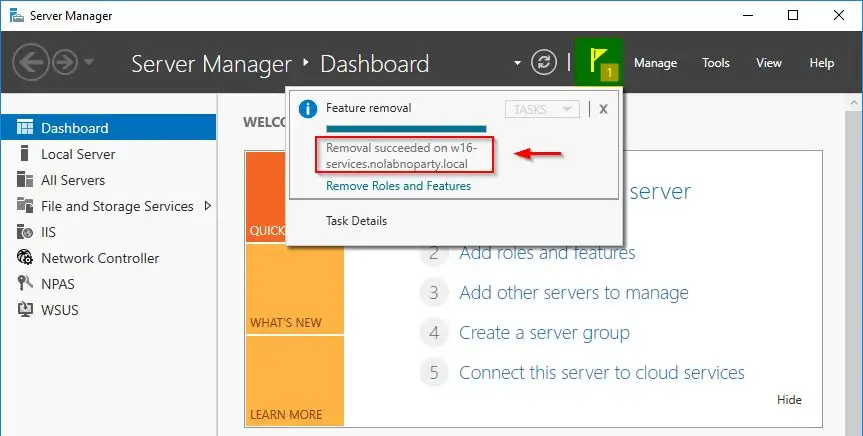 Server Manager
Server Manager
Dashboard
1
Manage
Tools
View
Help
Dashboard
Local Server
All Servers
File and Storage Services
IIS
Network Controller
NPAS
WSUS
Feature removal
TASKS
X
Removal succeeded on w16-
services.nolabnoparty.local
Remove Roles and Features
Task Details
server
QUICK
2 Add roles and features
3 Add other servers to manage
WHAT'S NEW
4 Create a server group
5 Connect this server to cloud services
Hide
LEARN MORE